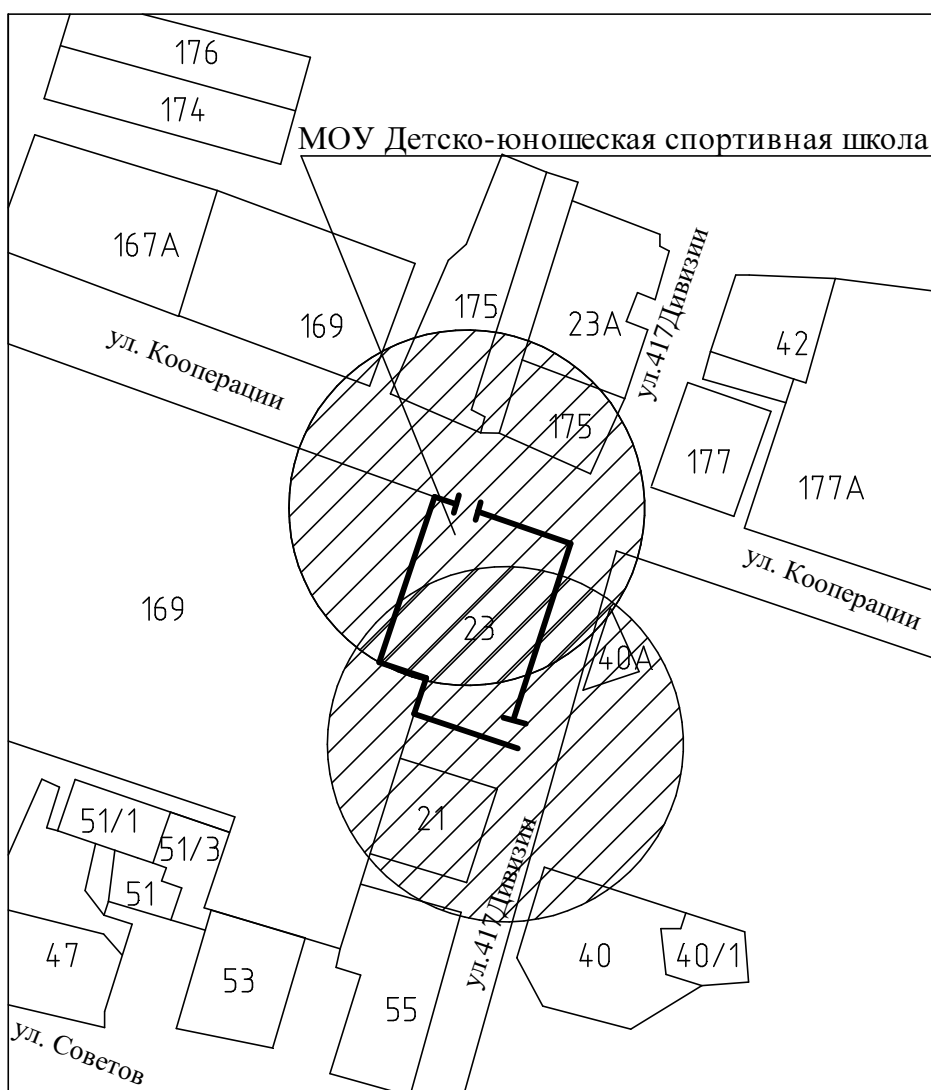 176
174
МОУ Детско-юношеская спортивная школа
167А
169
175
23А
ул.417Дивизии
42
ул. Кооперации
175
177
177А
ул. Кооперации
169
23
40А
51/1
51/3
21
ул.417Дивизии
51
47
53
55
40
40/1
ул. Советов